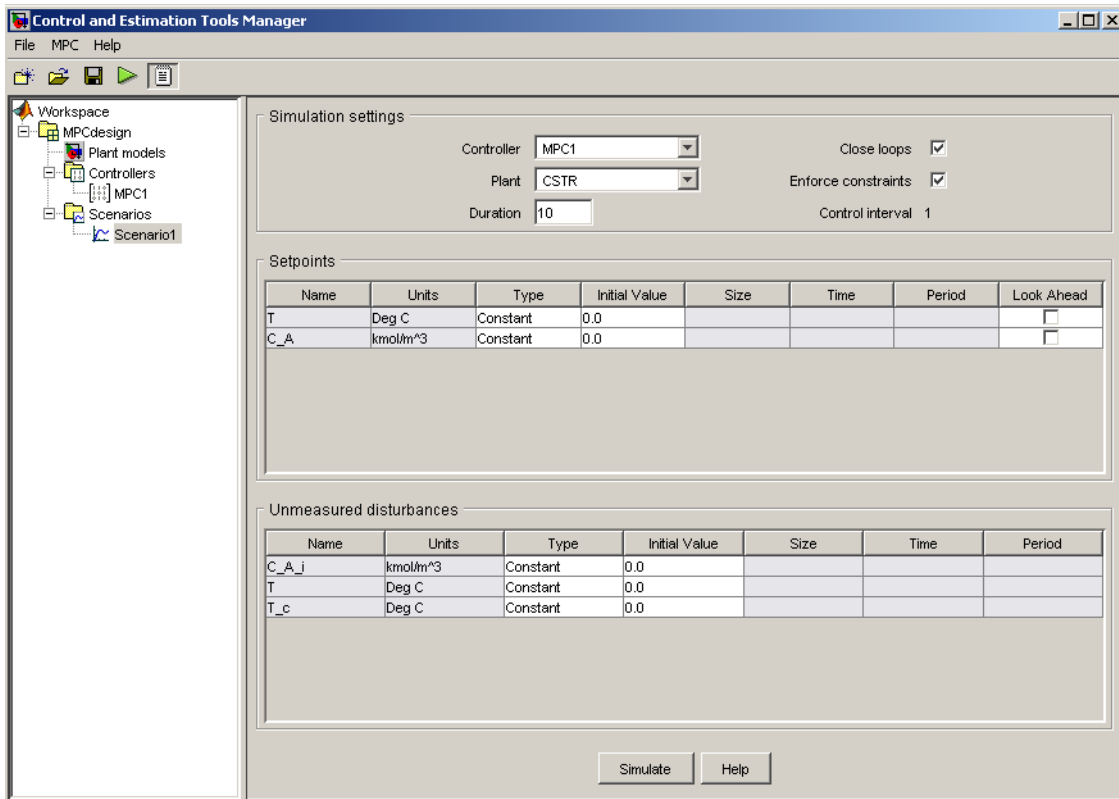 Control and Estimation Tools Manager
File MPC Help
Workspace
MPCdesign
Plant models
Controllers
MPC1
Scenarios
Scenario1
Simulation settings
Controller MPC1 Close loops
Plant CSTR Enforce constraints
Duration 10 Control interval 1
Setpoints
Name Units Type Initial Value Size Time Period Look Ahead
T Deg C Constant 0.0
C_A kmol/m^3 Constant 0.0
Unmeasured disturbances
Name Units Type Initial Value Size Time Period
C_A_i kmol/m^3 Constant 0.0
T Deg C Constant 0.0
T_c Deg C Constant 0.0
Simulate Help